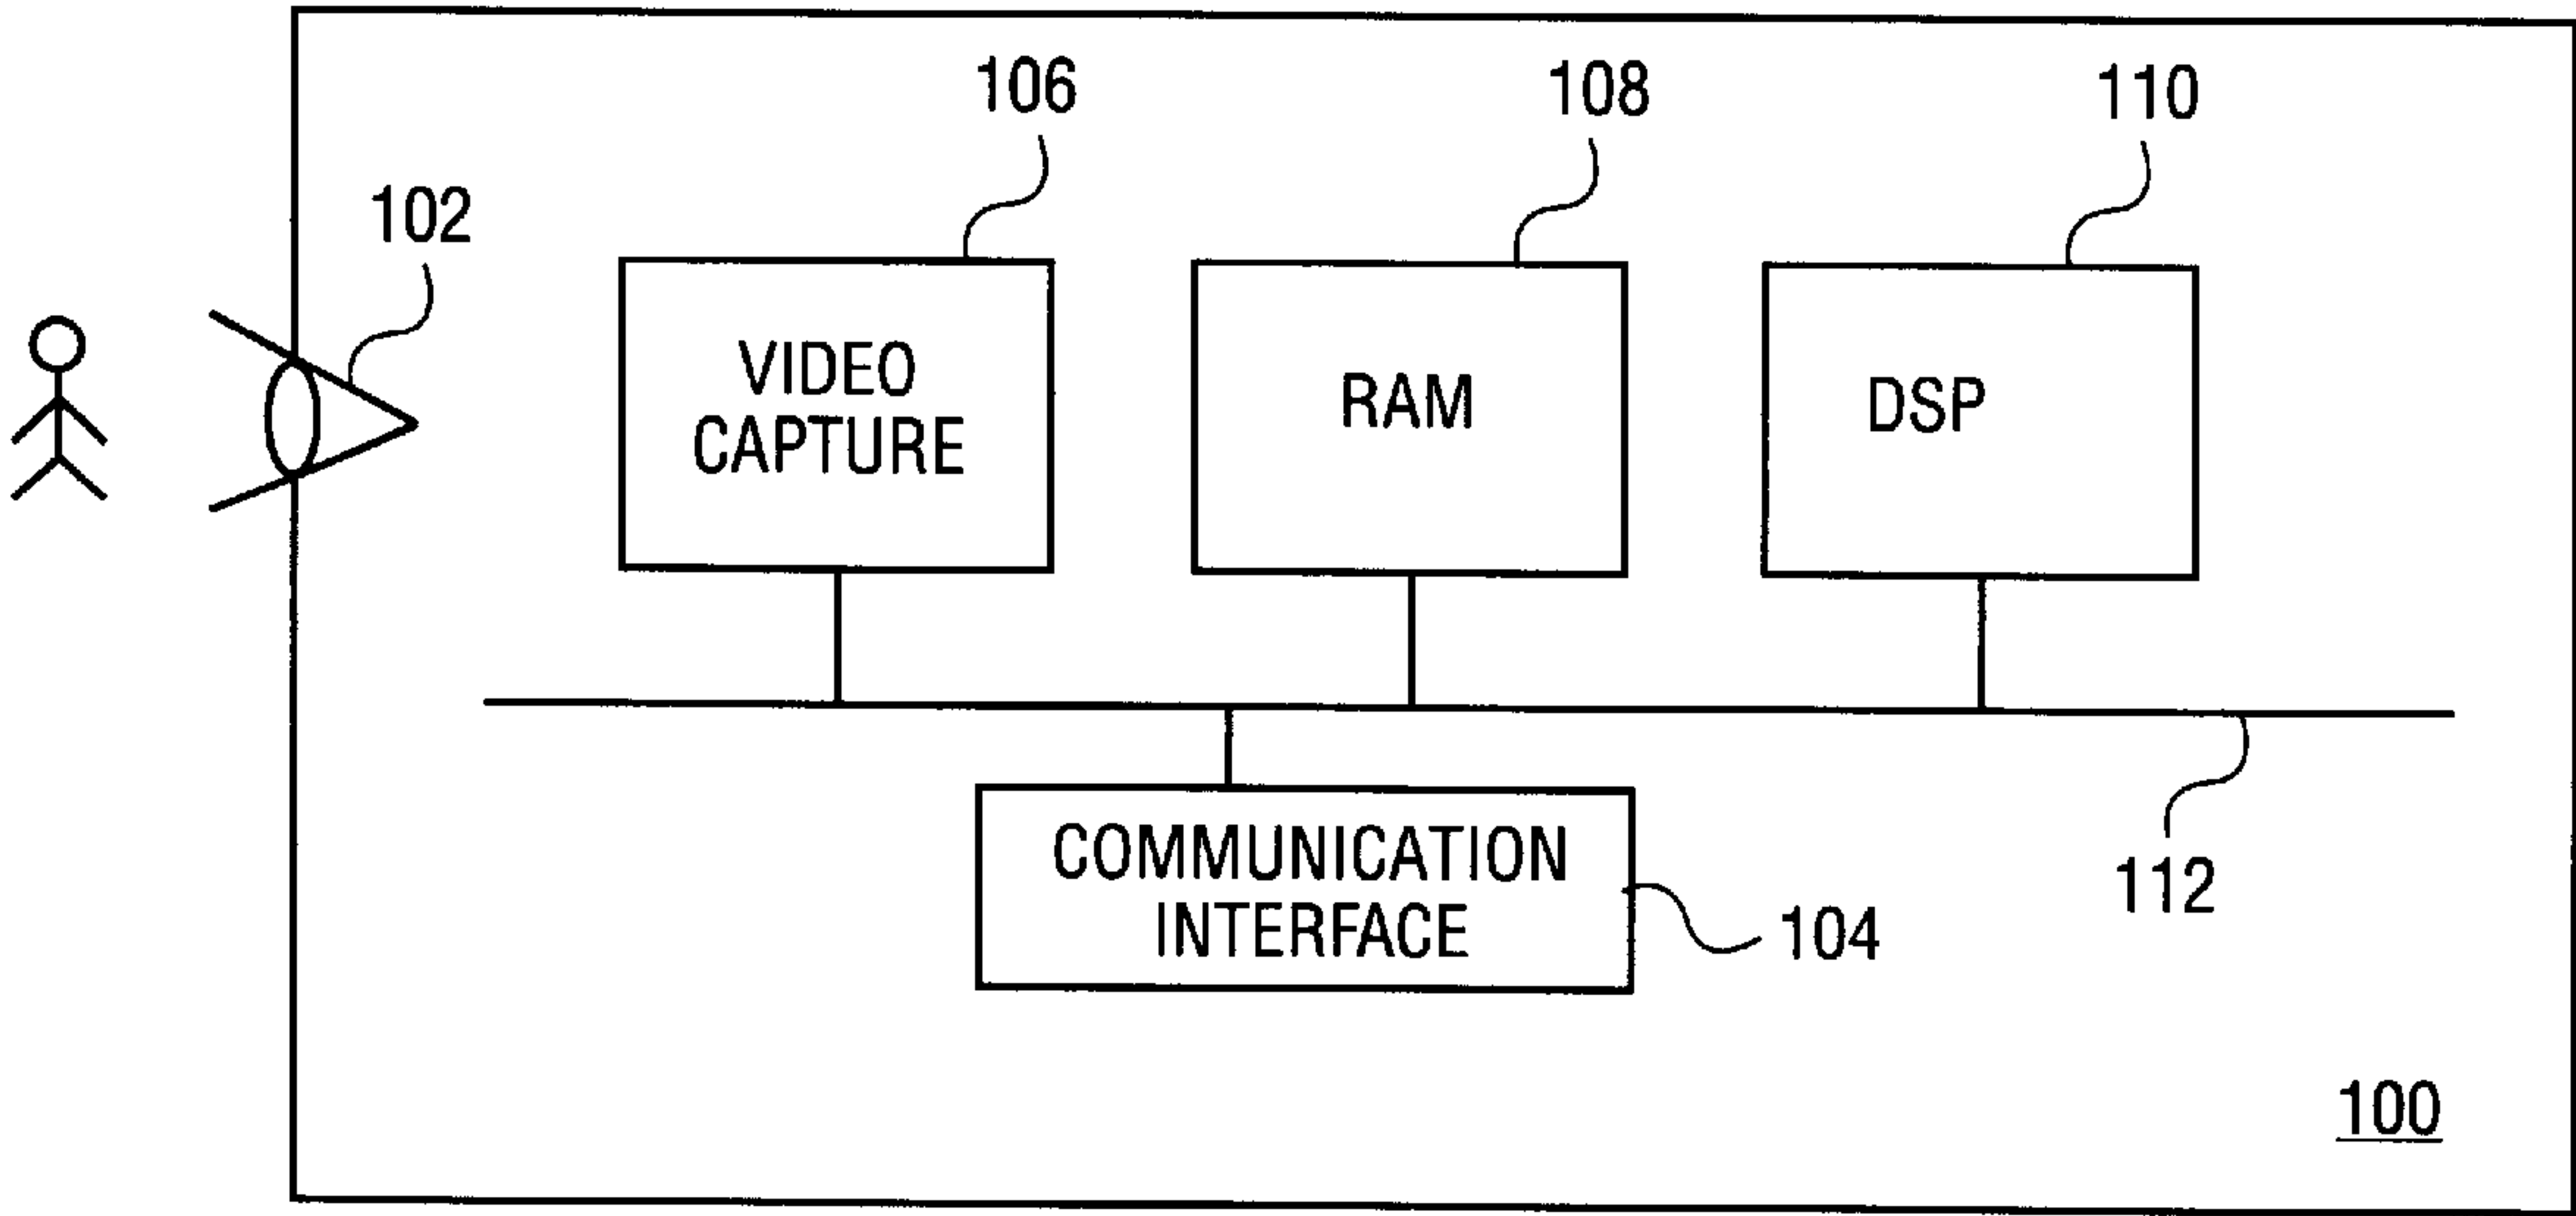 106
108
110
102
VIDEO
CAPTURE
RAM
DSP
COMMUNICATION
INTERFACE
112
104
100